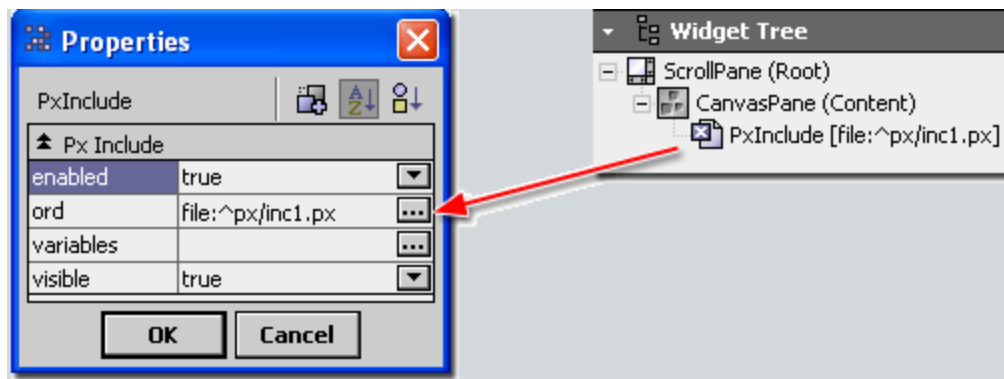 Properties
PxInclude
Px Include
enabled true
ord file:^px/inc1.px
variables
visible true
OK Cancel
Widget Tree
ScrollPane (Root)
CanvasPane (Content)
PxInclude [file:^px/inc1.px]